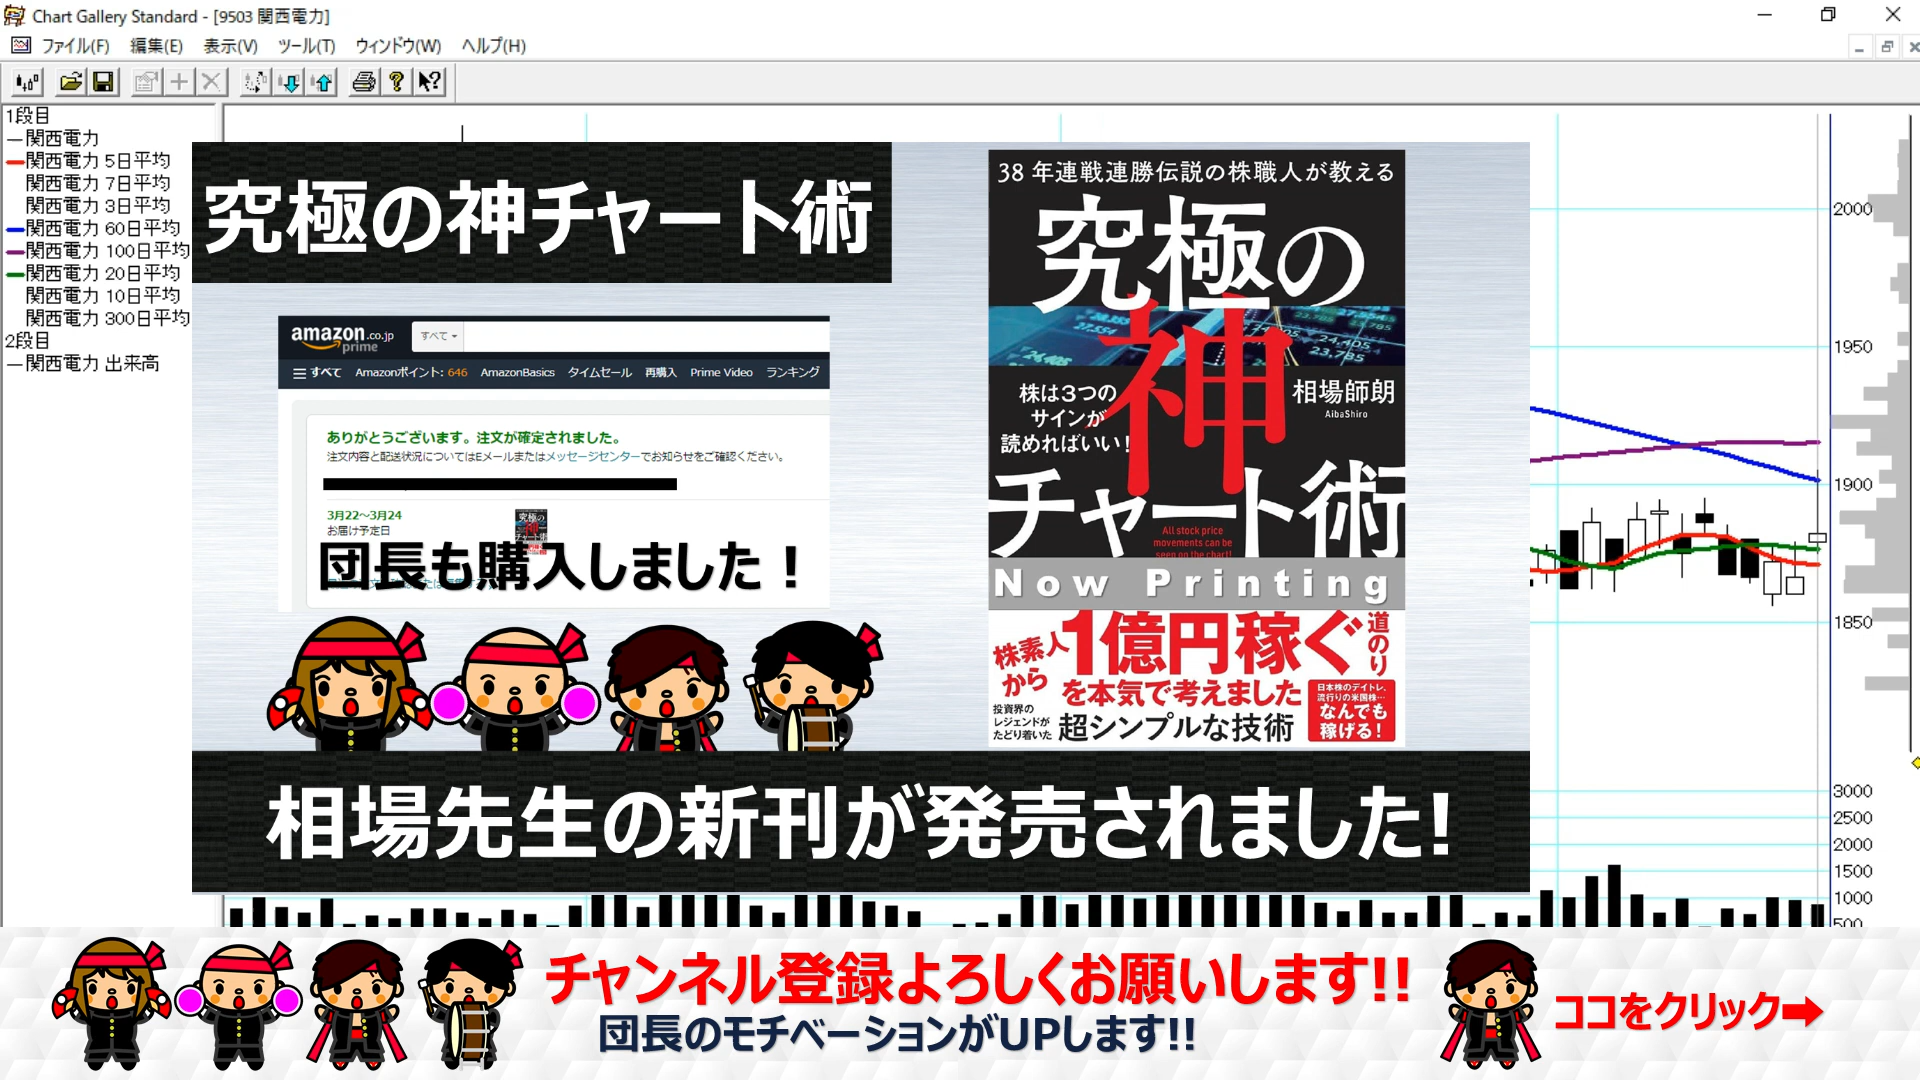 Chart Gallery Standard - [9503 関西電力]
ファイル(F) 編集(E) 表示(V) ツール(T) ウィンドウ(W) ヘルプ(H)
1段目
関西電力
関西電力 5日平均
関西電力 7日平均
関西電力 3日平均
関西電力 60日平均
関西電力 100日平均
関西電力 20日平均
関西電力 10日平均
関西電力 300日平均
2段目
関西電力 出来高
究極の神チャート術
amazon.co.jp
prime
すべて
すべて Amazonポイント: 646 AmazonBasics タイムセール 再購入 Prime Video ランキング
ありがとうございます。注文が確定されました。
注文内容と配送状況についてはEメールまたはメッセージセンターでお知らせをご確認ください。
3月22～3月24
お届け予定日
団長も購入しました！
38 年連戦連勝伝説の株職人が教える
究極の
神
チャート術
株は3つの
サインが
読めればいい！
相場師朗
AibaShiro
24,405
23,785
All stock price
movements can be
seen on the chart!
Now Printing
株素人
から
1億円稼ぐ
道のり
を本気で考えました
投資界の
レジェンドが
たどり着いた
超シンプルな技術
日本株のデイトレ、
流行りの米国株…
なんでも
稼げる！
相場先生の新刊が発売されました!
2000
1950
1900
1850
3000
2500
2000
1500
1000
500
チャンネル登録よろしくお願いします!!
団長のモチベーションがUPします!!
ココをクリック➡